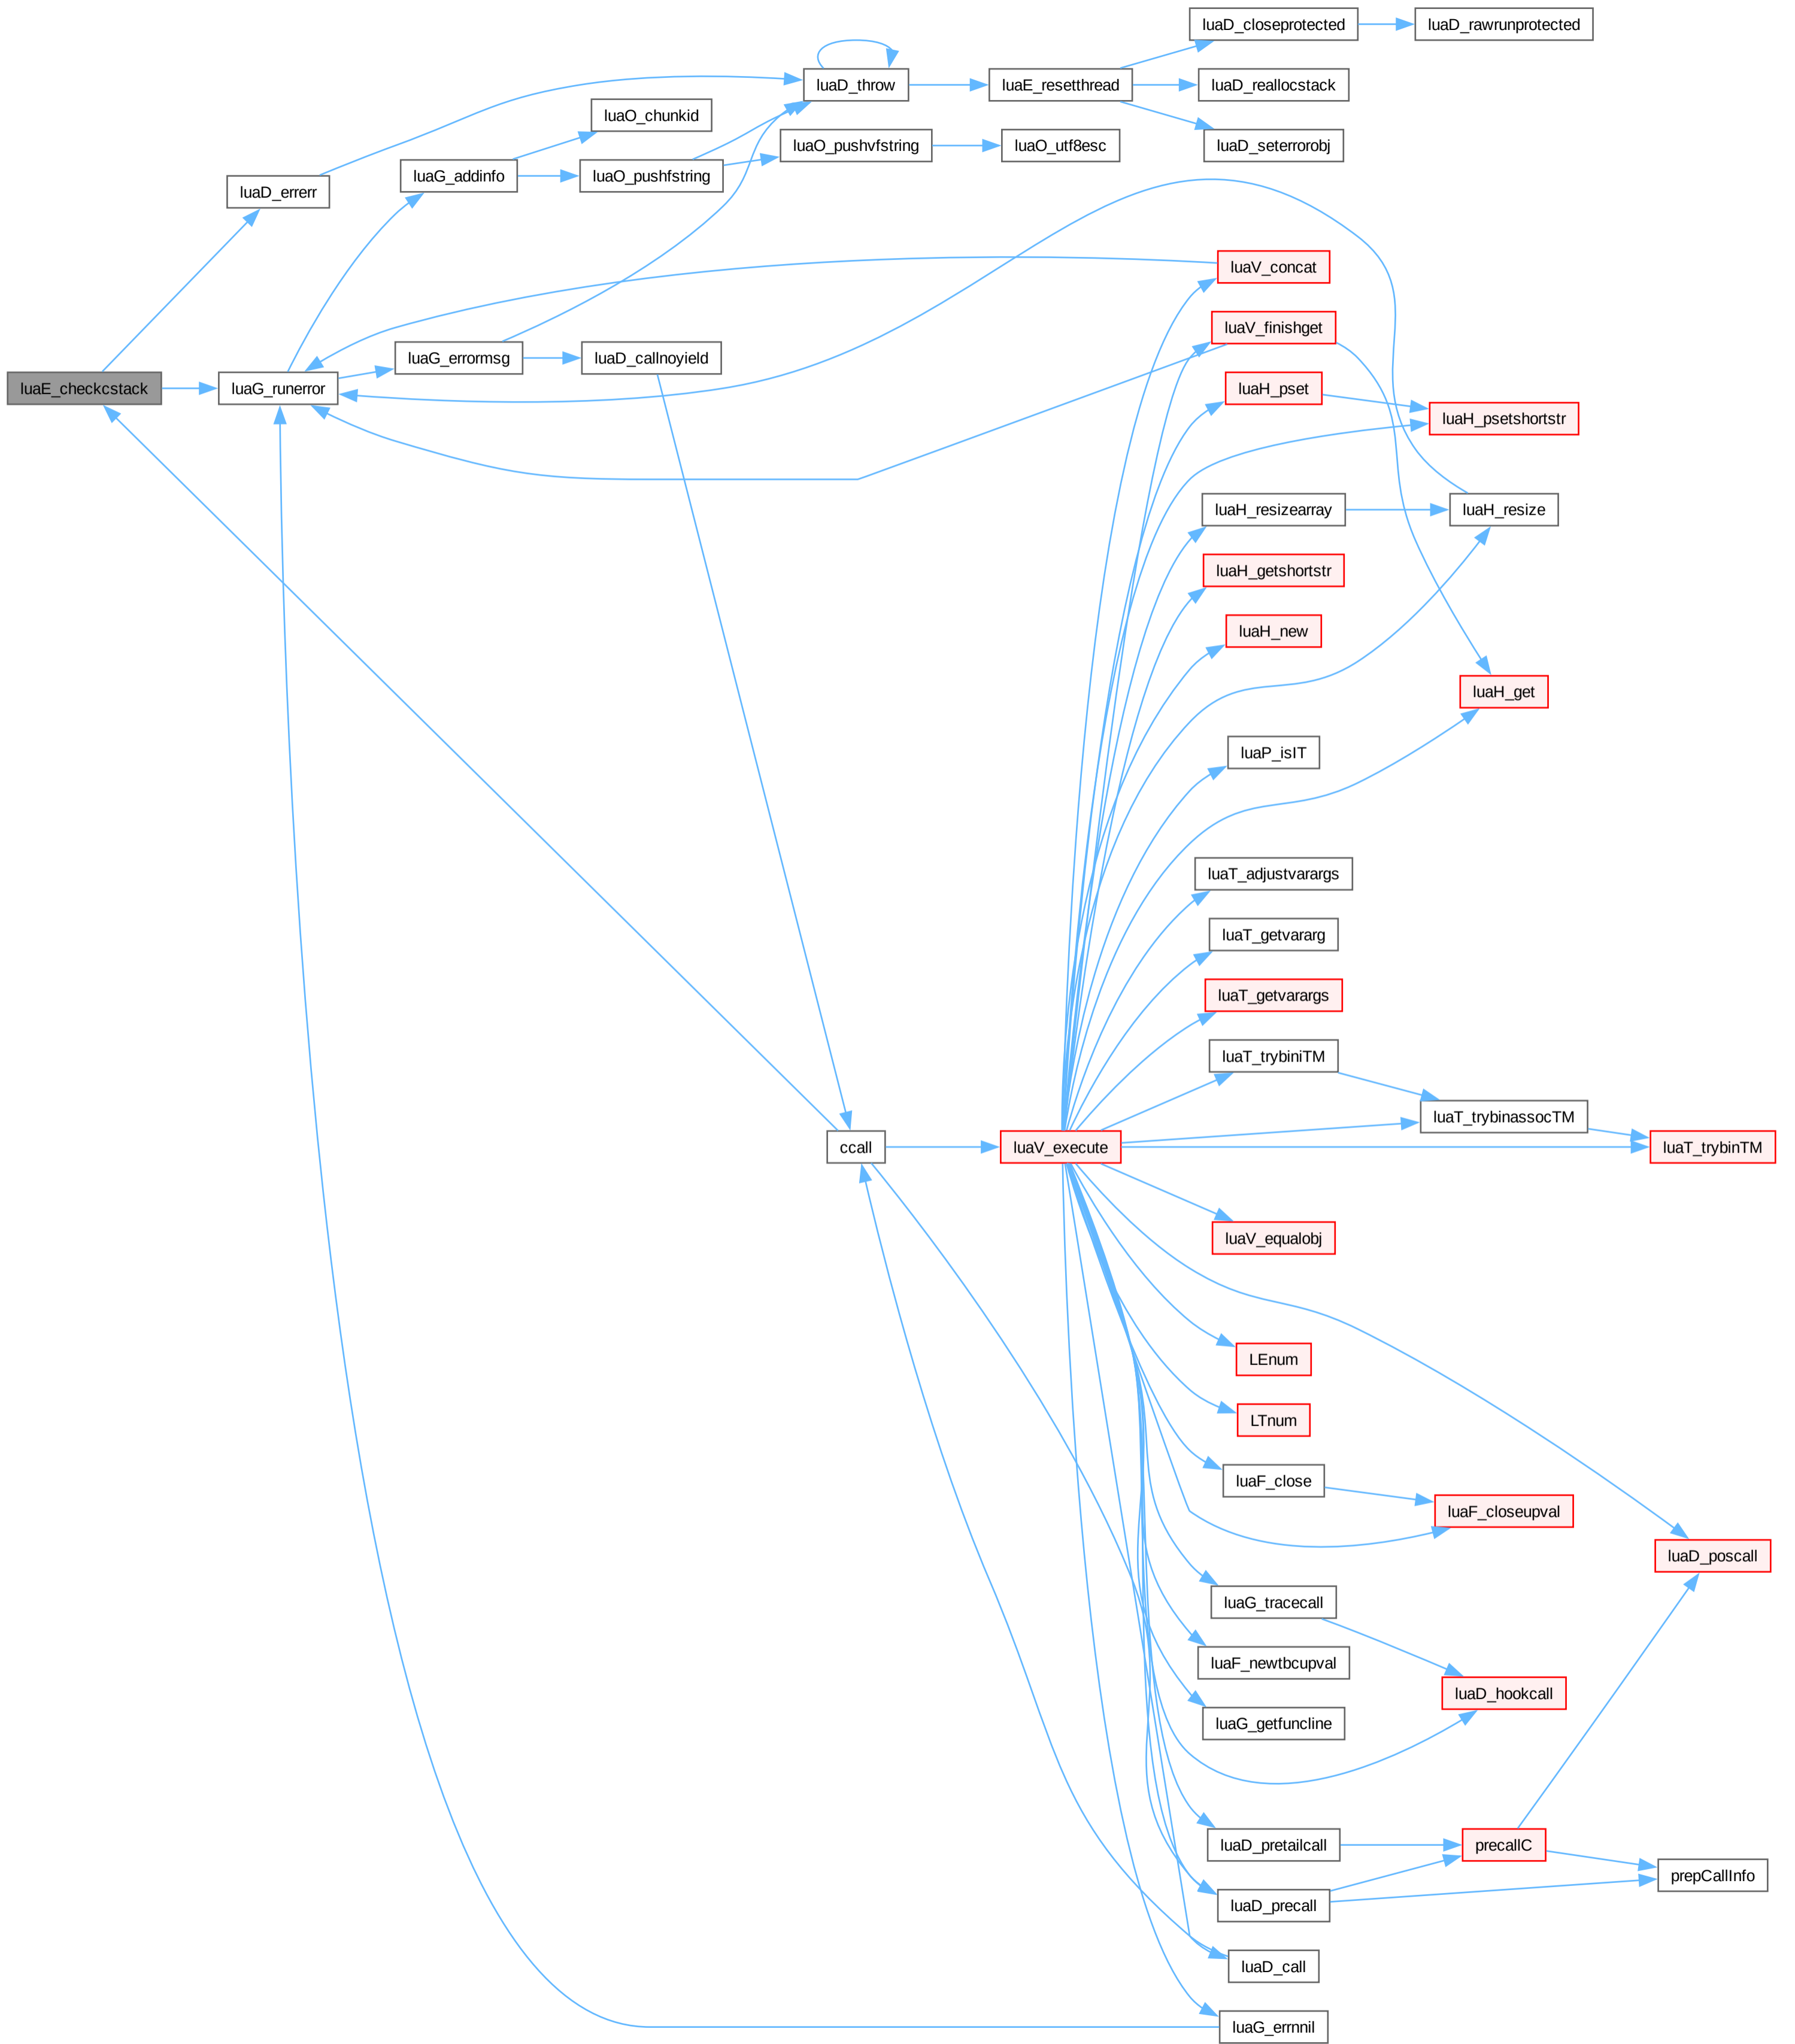 luaD_closeprotected
luaD_rawrunprotected
luaD_throw
luaE_resetthread
luaD_reallocstack
luaO_chunkid
luaO_pushvfstring
luaO_utf8esc
luaD_seterrorobj
luaG_addinfo
luaO_pushfstring
luaD_errerr
luaV_concat
luaV_finishget
luaG_errormsg
luaD_callnoyield
luaE_checkcstack
luaG_runerror
luaH_pset
luaH_psetshortstr
luaH_resizearray
luaH_resize
luaH_getshortstr
luaH_new
luaH_get
luaP_isIT
luaT_adjustvarargs
luaT_getvararg
luaT_getvarargs
luaT_trybiniTM
luaT_trybinassocTM
ccall
luaV_execute
luaT_trybinTM
luaV_equalobj
LEnum
LTnum
luaF_close
luaF_closeupval
luaD_poscall
luaG_tracecall
luaF_newtbcupval
luaD_hookcall
luaG_getfuncline
luaD_pretailcall
precallC
prepCallInfo
luaD_precall
luaD_call
luaG_errnnil